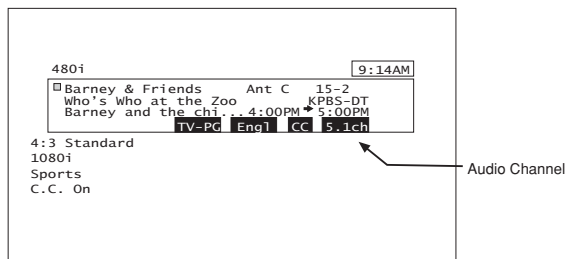 480i 9:14AM
Barney & Friends Ant C 15-2
Who's Who at the Zoo KPBS-DT
Barney and the chi... 4:00PM➔5:00PM
TV-PG Engl CC 5.1ch
4:3 Standard
1080i
Sports
C.C. On
Audio Channel